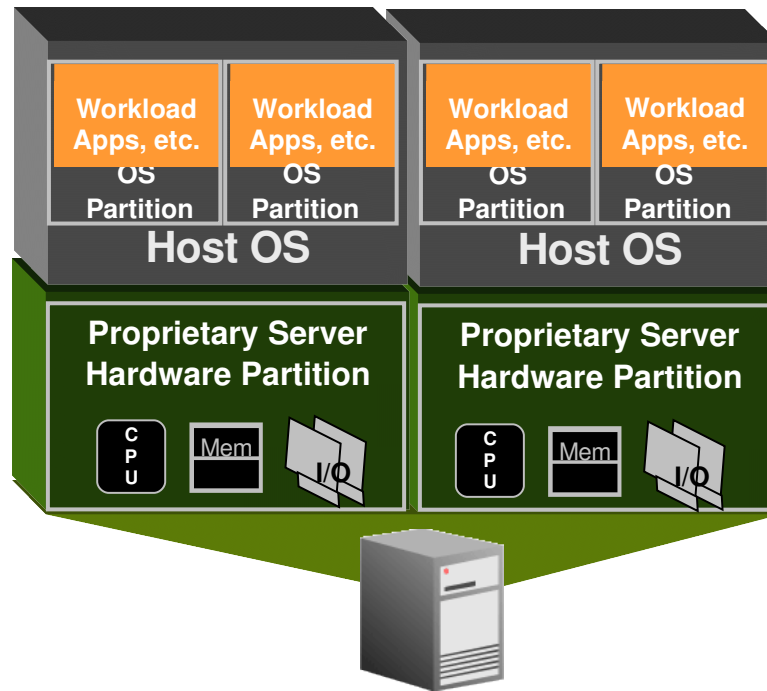 Workload
Apps, etc.
OS
Partition
Workload
Apps, etc.
OS
Partition
Host OS
Workload
Apps, etc.
OS
Partition
Workload
Apps, etc.
OS
Partition
Host OS
Proprietary Server
Hardware Partition
C
P
U
Mem
I/O
Proprietary Server
Hardware Partition
C
P
U
Mem
I/O